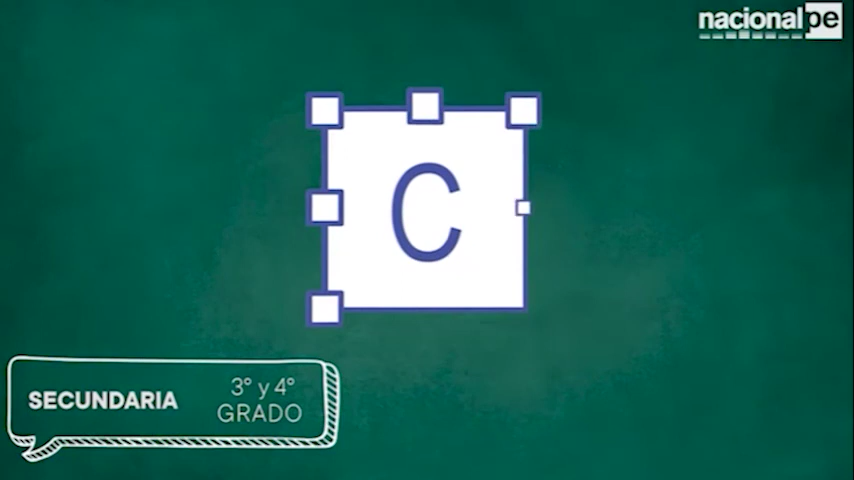 nacionalpe
C
SECUNDARIA
3° y 4°
GRADO